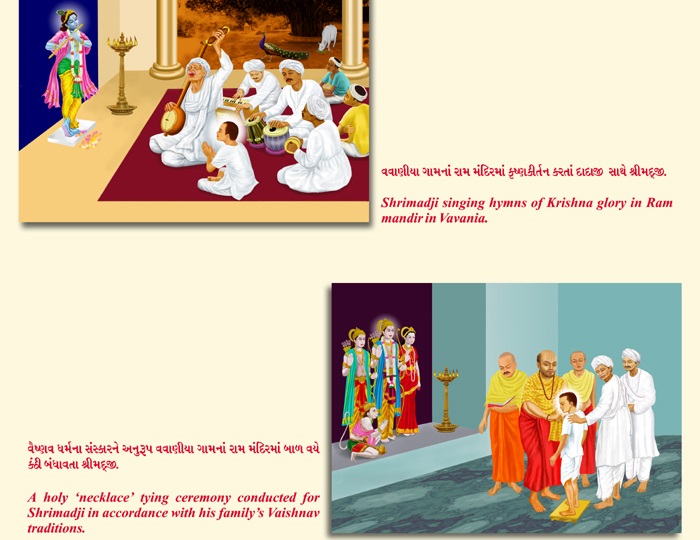 વવાણીયા ગામનાં રામ મંદિરમાં કૃષ્ણકીર્તન કરતાં દાદાજી સાથે શ્રીમદ્જી.
Shrimadji singing hymns of Krishna glory in Ram
mandir in Vavania.
વૈષ્ણવ ધર્મના સંસ્કારને અનુરૂપ વવાણીયા ગામનાં રામ મંદિરમાં બાળ વયે
કંઠી બંધાવતા શ્રીમદ્જી.
A holy ‘necklace’ tying ceremony conducted for
Shrimadji in accordance with his family’s Vaishnav
traditions.